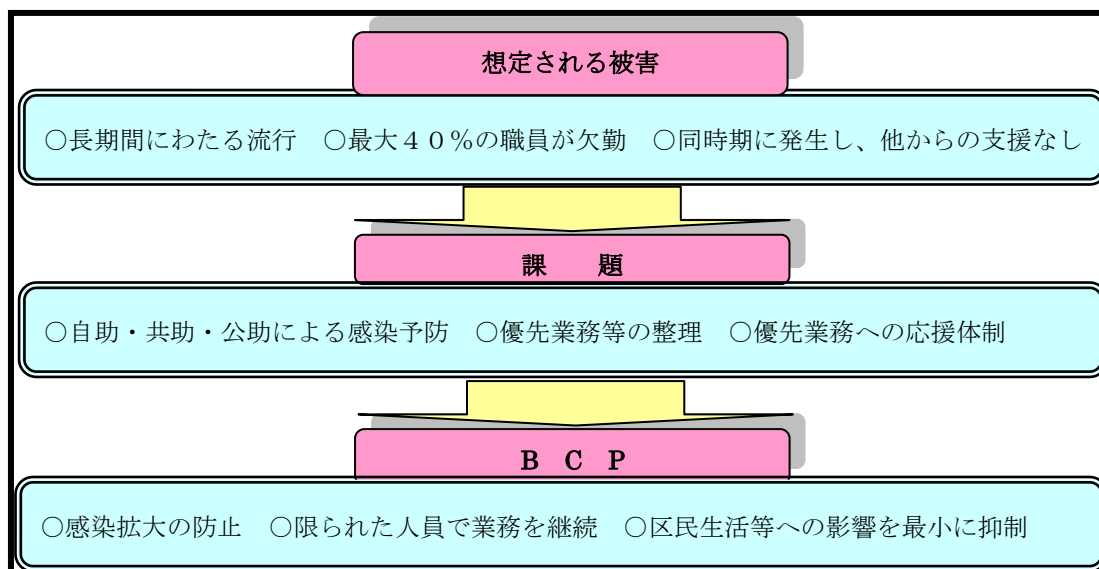 想定される被害
○長期間にわたる流行　○最大４０％の職員が欠勤　○同時期に発生し、他からの支援なし
課　　題
○自助・共助・公助による感染予防　○優先業務等の整理　○優先業務への応援体制
Ｂ　Ｃ　Ｐ
○感染拡大の防止　○限られた人員で業務を継続　○区民生活等への影響を最小に抑制